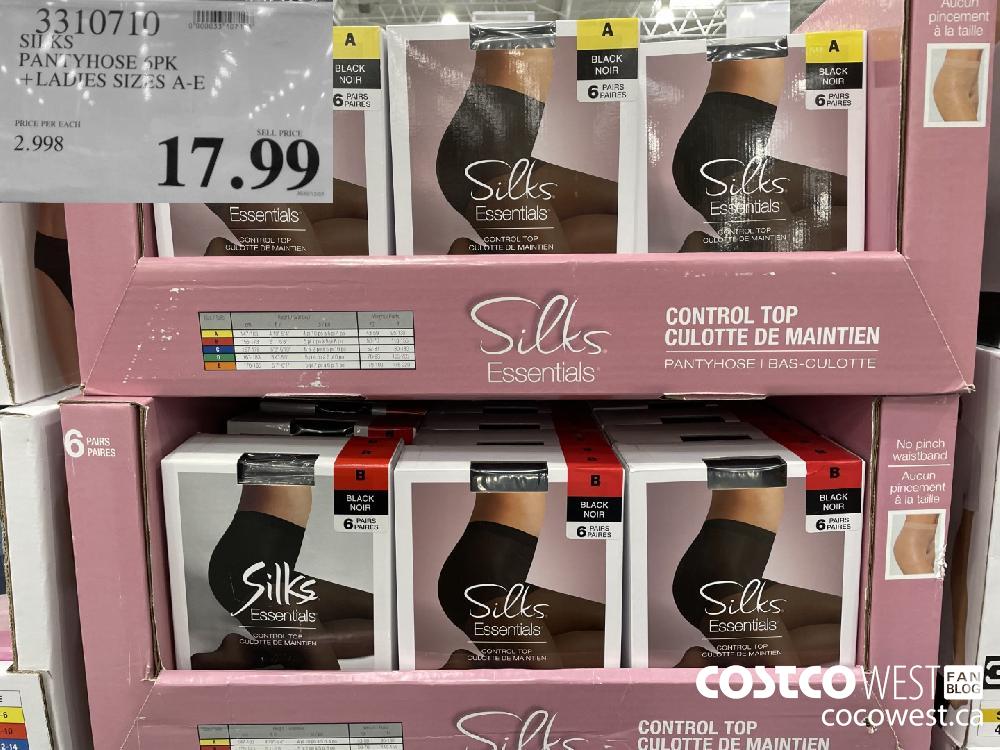 3310710
SILKS
PANTYHOSE 6PK
+LADIES SIZES A-E
PRICE PER EACH
2.998
SELL PRICE
17.99
A
BLACK
NOIR
6 PAIRS
PAIRES
Essentials
CONTROL TOP
CULOTTE DE MAINTIEN
A
BLACK
NOIR
6 PAIRS
PAIRES
Silks
Essentials
CONTROL TOP
CULOTTE DE MAINTIEN
A
BLACK
NOIR
6 PAIRS
PAIRES
Silks
Essentials
CONTROL TOP
CULOTTE DE MAINTIEN
Aucun
pincement
à la taille
A
B
C
D
E
Silks
Essentials
CONTROL TOP
CULOTTE DE MAINTIEN
PANTYHOSE | BAS-CULOTTE
6 PAIRS
PAIRES
B
BLACK
NOIR
6 PAIRS
PAIRES
Silks
Essentials
CONTROL TOP
CULOTTE DE MAINTIEN
B
BLACK
NOIR
6 PAIRS
PAIRES
Silks
Essentials
CONTROL TOP
CULOTTE DE MAINTIEN
B
BLACK
NOIR
6 PAIRS
PAIRES
Silks
Essentials
CONTROL TOP
CULOTTE DE MAINTIEN
No pinch
waistband
Aucun
pincement
à la taille
Silks
CONTROL TOP
CULOTTE DE MAINTIEN
COSTCO WEST FAN BLOG
cocowest.ca